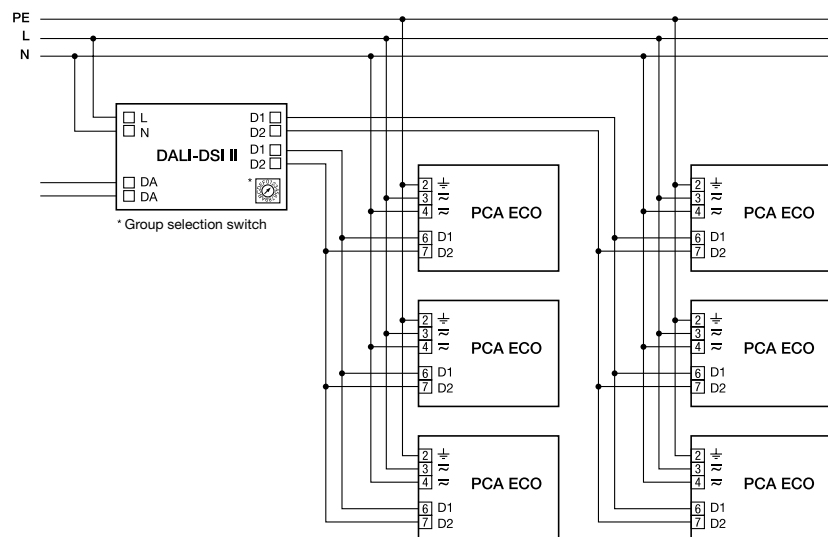 PE
L
N
L
N
DALI-DSI II
D1
D2
D1
D2
DA
DA
*
* Group selection switch
2
3
4
PCA ECO
6 D1
7 D2
2
3
4
PCA ECO
6 D1
7 D2
2
3
4
PCA ECO
6 D1
7 D2
2
3
4
PCA ECO
6 D1
7 D2
2
3
4
PCA ECO
6 D1
7 D2
2
3
4
PCA ECO
6 D1
7 D2